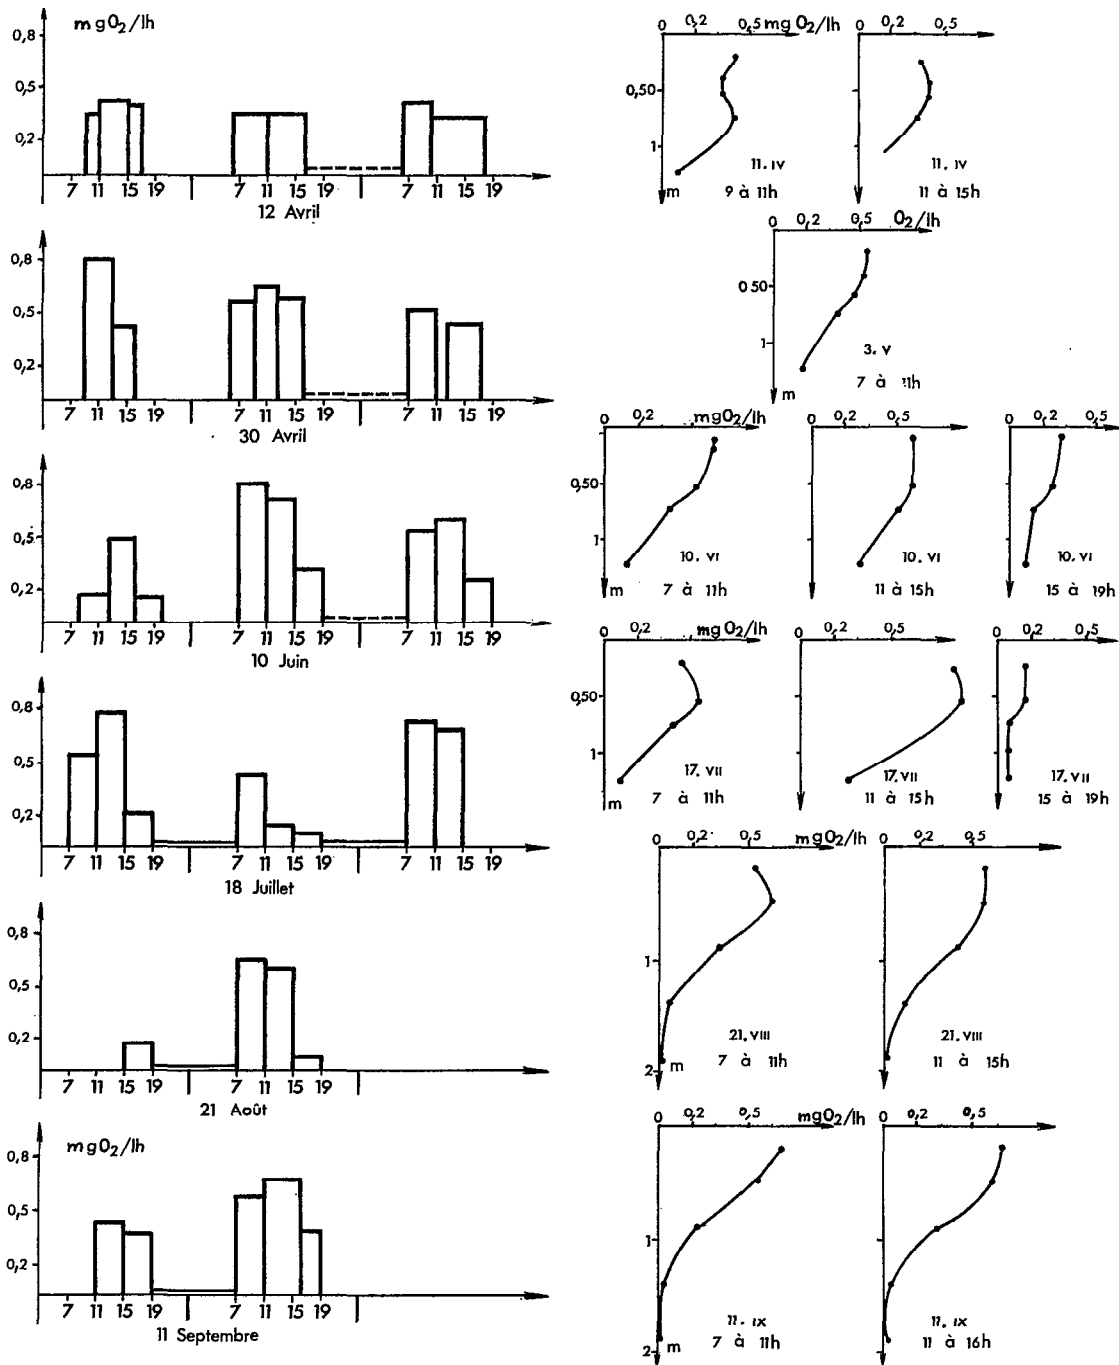 mgO₂/lh
0,8
0,5
0,2
7 11 15 19 7 11 15 19 7 11 15 19
12 Avril
0 0,2 0,5 mgO₂/lh
0,50
1
m
11. IV
9 à 11h
0 0,2 0,5
11. IV
11 à 15h
0,8
0,5
0,2
7 11 15 19 7 11 15 19 7 11 15 19
30 Avril
0 0,2 0,5 O₂/lh
0,50
1
m
3. V
7 à 11h
0,8
0,5
0,2
7 11 15 19 7 11 15 19 7 11 15 19
10 Juin
0 0,2 mgO₂/lh
0,50
1
m
10. VI
7 à 11h
0 0,2 0,5
10. VI
11 à 15h
0 0,2 0,5
10. VI
15 à 19h
0,8
0,5
0,2
7 11 15 19 7 11 15 19 7 11 15 19
18 Juillet
0 0,2 mgO₂/lh
0,50
1
m
17. VII
7 à 11h
0 0,2 0,5
17. VII
11 à 15h
0 0,2 0,5
17. VII
15 à 19h
0,8
0,5
0,2
7 11 15 19 7 11 15 19
21 Août
0 0,2 0,5 mgO₂/lh
1
2
m
21. VIII
7 à 11h
0 0,2 0,5
21. VIII
11 à 15h
mgO₂/lh
0,8
0,5
0,2
7 11 15 19 7 11 15 19
11 Septembre
0 0,2 0,5 mgO₂/lh
1
2
m
11. IX
7 à 11h
0 0,2 0,5
11. IX
11 à 16h